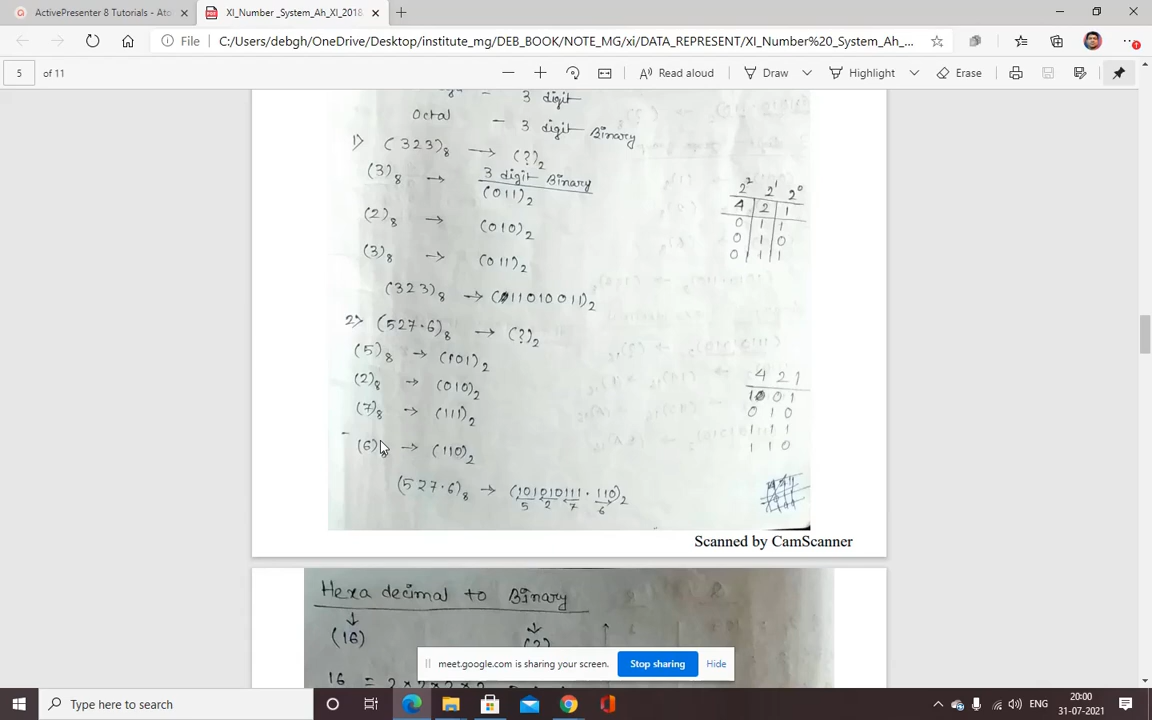 ActivePresenter 8 Tutorials - Ato
XI_Number _System_Ah_XI_2018
File
C:/Users/debgh/OneDrive/Desktop/institute_mg/DEB_BOOK/NOTE_MG/xi/DATA_REPRESENT/XI_Number%20_System_Ah_...
5 of 11
Read aloud
Draw
Highlight
Erase
3 digit
Octal - 3 digit Binary
1) (323)₈ → (?)₂
(3)₈ → 3 digit Binary
(011)₂
(2)₈ → (010)₂
(3)₈ → (011)₂
(323)₈ → (011010011)₂
2² 2¹ 2⁰
4 2 1
0 1 1
0 1 0
0 1 1
2) (527.6)₈ → (?)₂
(5)₈ → (101)₂
(2)₈ → (010)₂
(7)₈ → (111)₂
(6)₈ → (110)₂
(527.6)₈ → (101010111.110)₂
5 2 7 6
4 2 1
1 0 1
0 1 0
1 1 1
1 1 0
Scanned by CamScanner
Hexa decimal to Binary
(16) (2)
16 = 2×2×2×2
meet.google.com is sharing your screen.
Stop sharing
Hide
Type here to search
ENG
20:00
31-07-2021